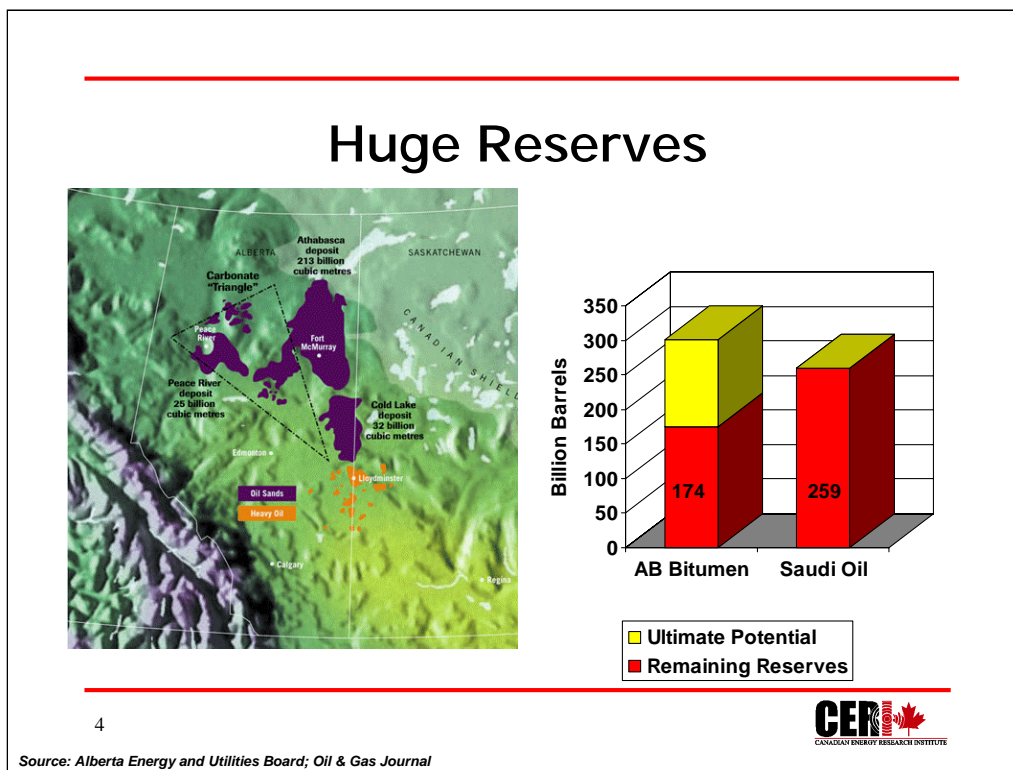 Huge Reserves
ALBERTA
Athabasca
deposit
213 billion
cubic metres
SASKATCHEWAN
Carbonate
"Triangle"
CANADIAN SHIELD
Peace
River
Fort
McMurray
Peace River
deposit
25 billion
cubic metres
Cold Lake
deposit
32 billion
cubic metres
Edmonton
Lloydminster
Oil Sands
Heavy Oil
Calgary
Regina
Billion Barrels
350
300
250
200
150
100
50
0
174
259
AB Bitumen
Saudi Oil
Ultimate Potential
Remaining Reserves
4
CERI
CANADIAN ENERGY RESEARCH INSTITUTE
Source: Alberta Energy and Utilities Board; Oil & Gas Journal